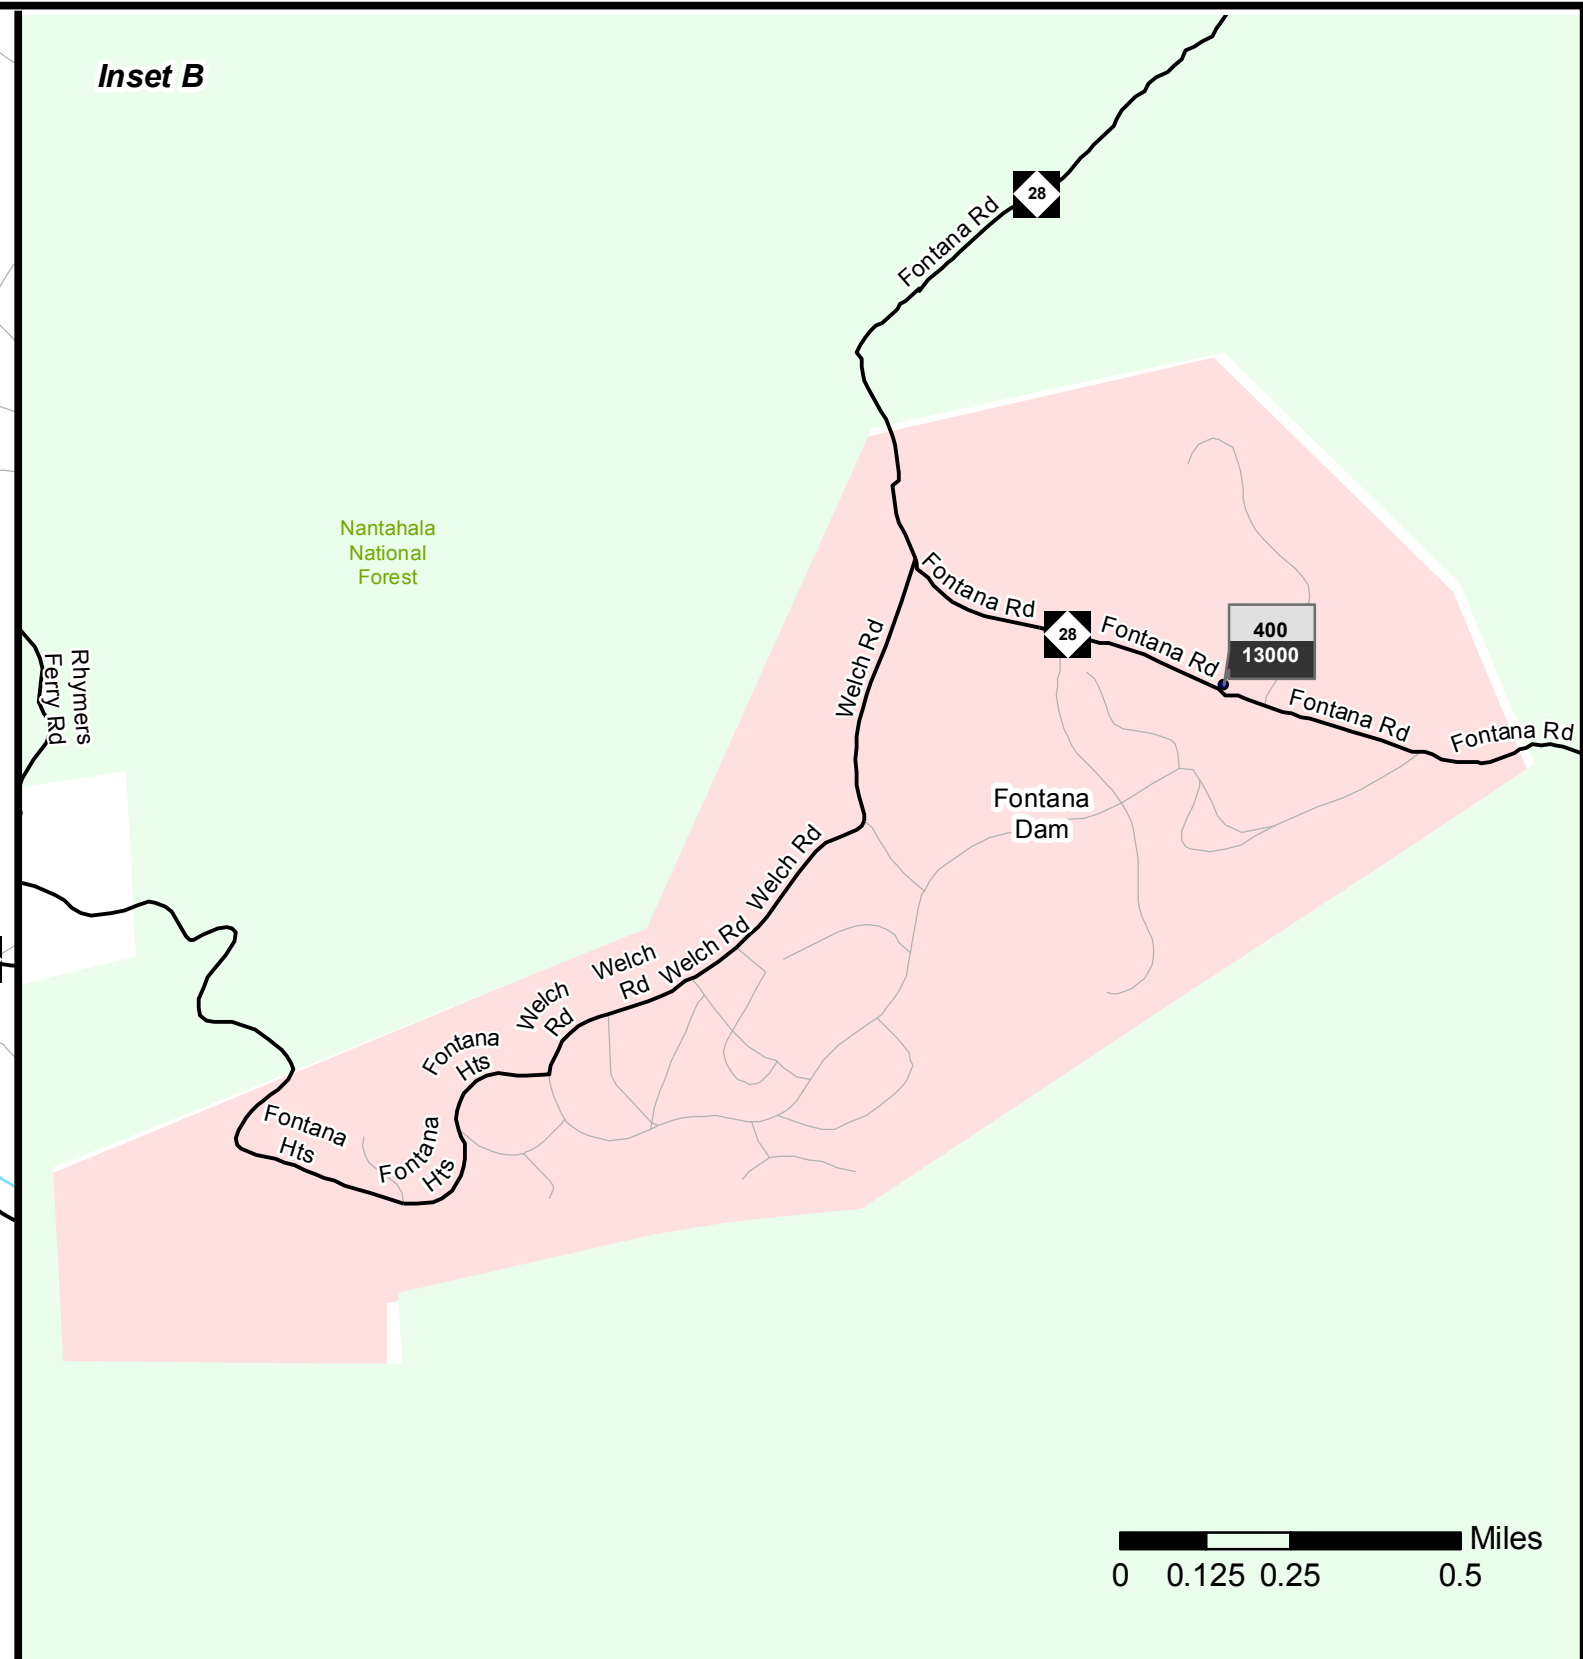 Inset B
28
Fontana Rd
Nantahala
National
Forest
Fontana Rd
28
Fontana Rd
400
13000
Fontana Rd
Fontana Rd
Welch Rd
Rhymers
Ferry Rd
Fontana
Dam
Welch Rd
Welch Rd
Welch
Rd
Welch
Rd
Fontana
Hts
Fontana
Hts
Fontana
Hts
Miles
0 0.125 0.25 0.5